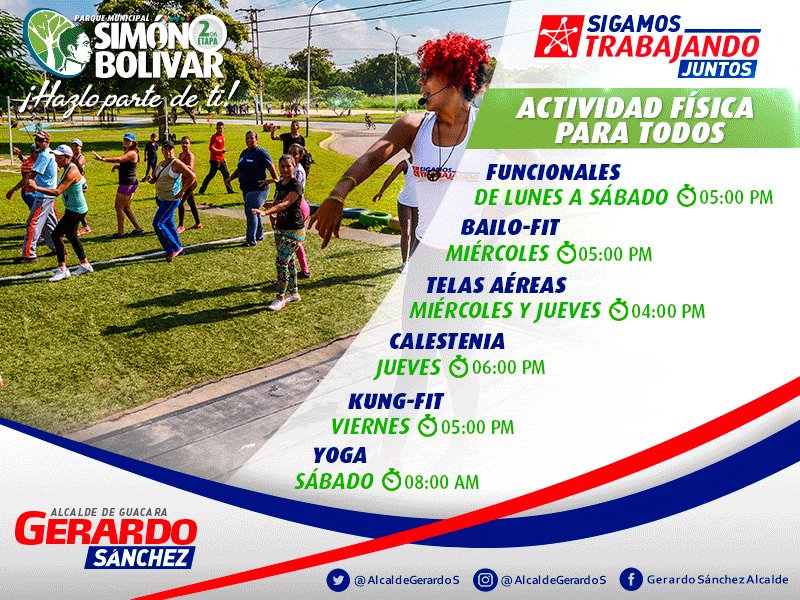 PARQUE MUNICIPAL
SIMÓN
BOLÍVAR
2DA
ETAPA
¡Hazlo parte de ti!
SIGAMOS
TRABAJANDO
JUNTOS
ACTIVIDAD FÍSICA
PARA TODOS
SIGAMOS
TRABAJANDO
FUNCIONALES
DE LUNES A SÁBADO 05:00 PM
BAILO-FIT
MIÉRCOLES 05:00 PM
TELAS AÉREAS
MIÉRCOLES Y JUEVES 04:00 PM
CALESTENIA
JUEVES 06:00 PM
KUNG-FIT
VIERNES 05:00 PM
YOGA
SÁBADO 08:00 AM
ALCALDE DE GUACARA
GERARDO
SÁNCHEZ
@AlcaldeGerardoS @AlcaldeGerardoS Gerardo Sánchez Alcalde